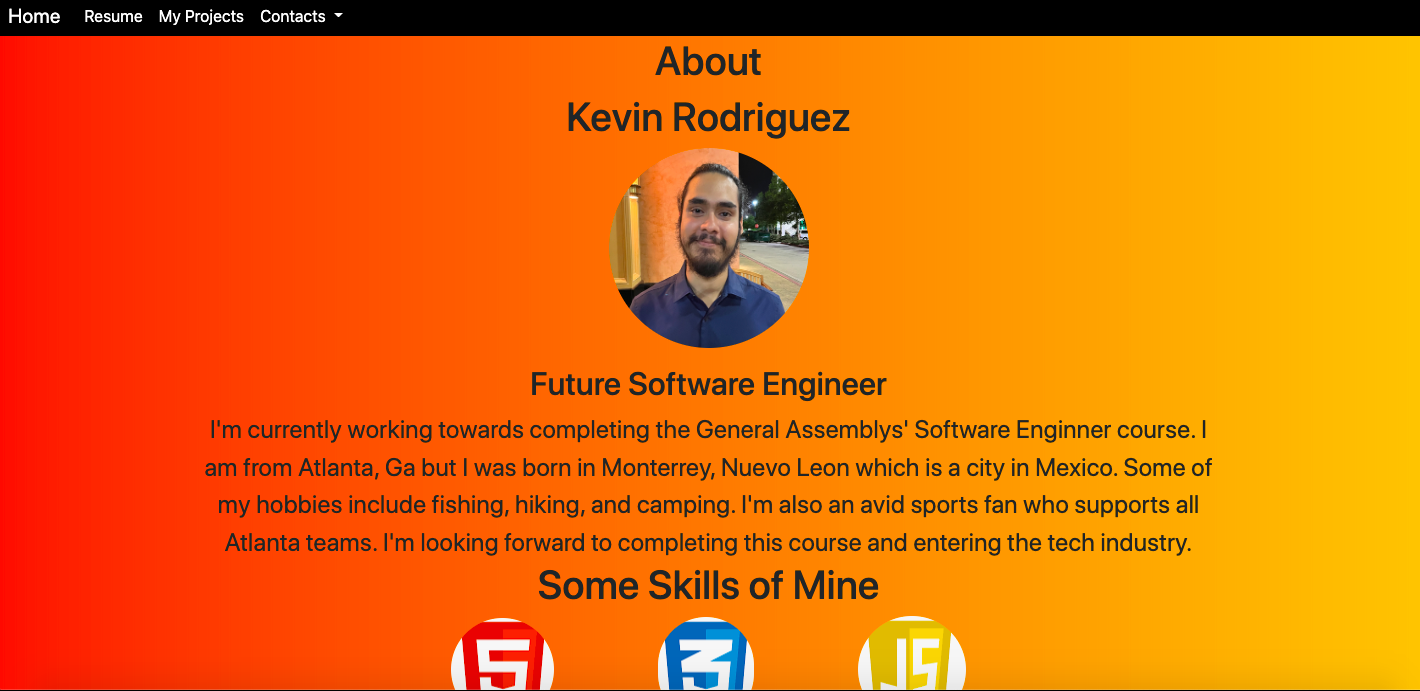 Home Resume My Projects Contacts
About
Kevin Rodriguez
Future Software Engineer
I'm currently working towards completing the General Assemblys' Software Enginner course. I
am from Atlanta, Ga but I was born in Monterrey, Nuevo Leon which is a city in Mexico. Some of
my hobbies include fishing, hiking, and camping. I'm also an avid sports fan who supports all
Atlanta teams. I'm looking forward to completing this course and entering the tech industry.
Some Skills of Mine
5 3 JS